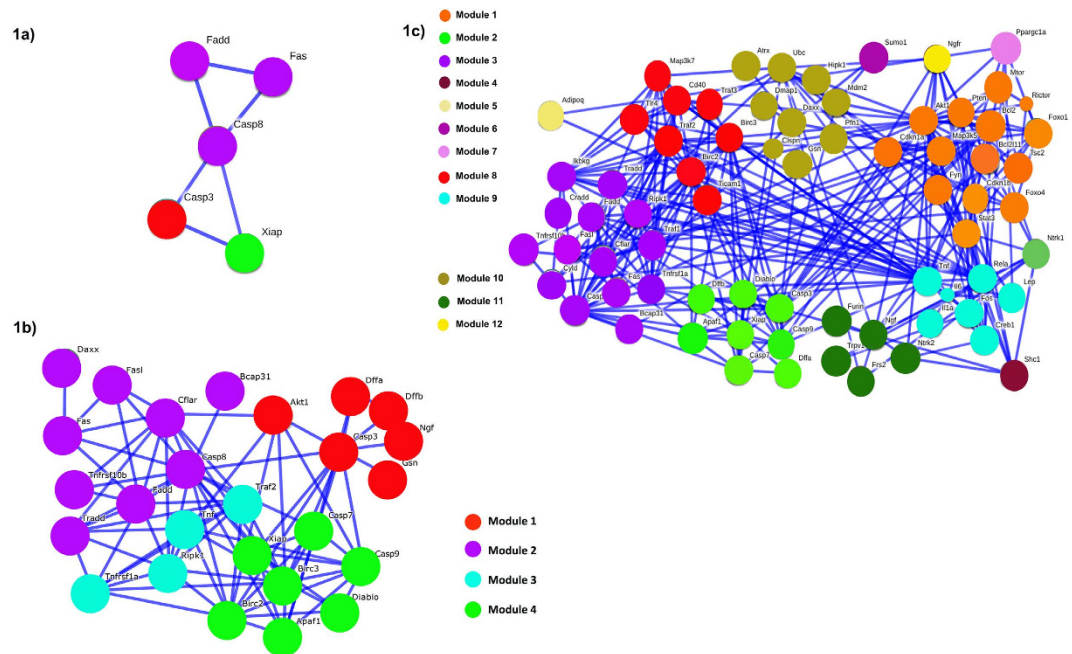 1a)
Fadd
Fas
Casp8
Casp3
Xiap
Module 1
Module 2
Module 3
Module 4
Module 5
Module 6
Module 7
Module 8
Module 9
Module 10
Module 11
Module 12
1c)
Ppargc1a
Sumo1
Ngfr
Atrx
Ubc
Hipk1
Map3k7
Mtor
Cd40
Traf3
Dmap1
Mdm2
Rictor
Adipoq
Tlr4
Birc3
Daxx
Pfn1
Akt1
Pten
Bcl2
Foxo1
Traf2
Clspn
Gsn
Cdkn1a
Map3k5
Bcl2l11
Tsc2
Birc2
Ikbkg
Tradd
Ticam1
Fyn
Cdkn1b
Foxo4
Cradd
Fadd
Ripk1
Stat3
Tnfrsf10b
Fasl
Cflar
Traf1
Ntrk1
Cyld
Fas
Tnfrsf1a
Tnf
Rela
Casp
Dffb
Diablo
Casp3
Il6
Lep
Bcap31
Apaf1
Xiap
Casp9
Furin
Ngf
Il1a
Fos
Creb1
Casp7
Dffa
Trpv1
Frs2
Ntrk2
Shc1
1b)
Daxx
Fasl
Bcap31
Dffa
Cflar
Akt1
Dffb
Fas
Casp3
Ngf
Casp8
Gsn
Tnfrsf10b
Fadd
Traf2
Tradd
Tnf
Casp7
Xiap
Ripk1
Birc3
Casp9
Tnfrsf1a
Birc2
Diablo
Apaf1
Module 1
Module 2
Module 3
Module 4